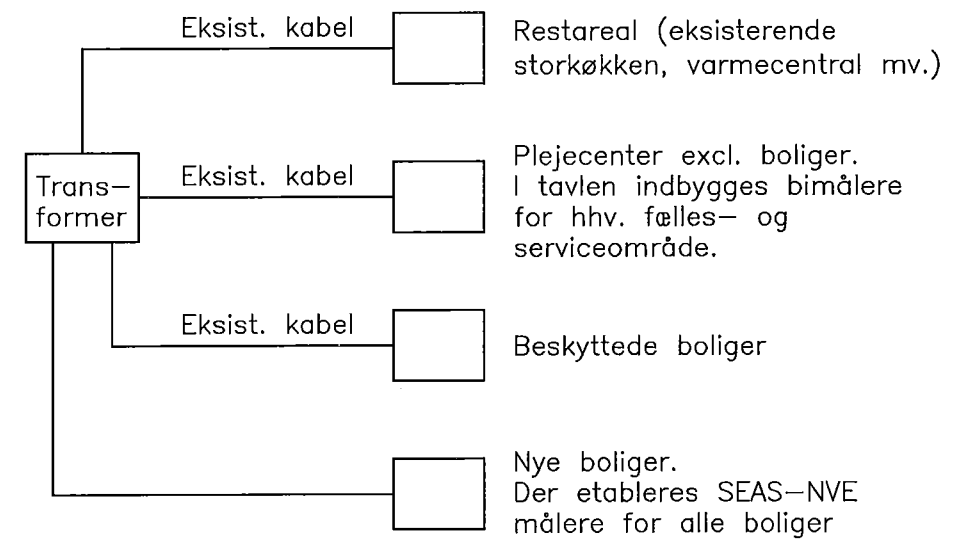 Eksist. kabel
Restareal (eksisterende
storkøkken, varmecentral mv.)
Trans-
former
Eksist. kabel
Plejecenter excl. boliger.
I tavlen indbygges bimålere
for hhv. fælles- og
serviceområde.
Eksist. kabel
Beskyttede boliger
Nye boliger.
Der etableres SEAS-NVE
målere for alle boliger